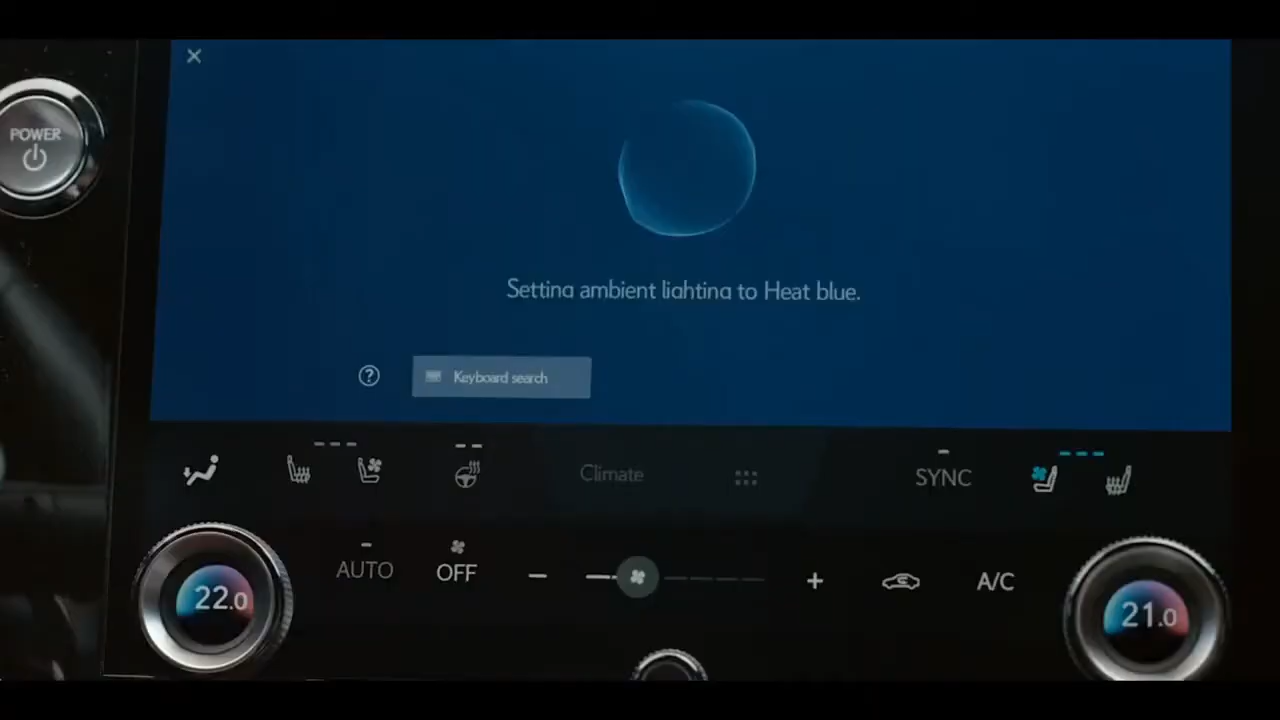 POWER
Setting ambient lighting to Heat blue.
Keyboard search
Climate
SYNC
AUTO
OFF
A/C
22.0
21.0